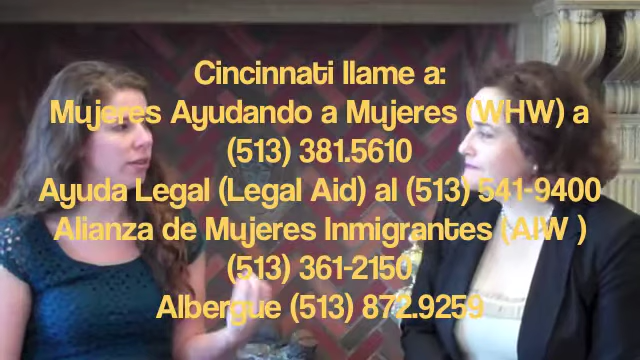 Cincinnati llame a:
Mujeres Ayudando a Mujeres (WHW) a
(513) 381.5610
Ayuda Legal (Legal Aid) al (513) 541-9400
Alianza de Mujeres Inmigrantes (AIW )
(513) 361-2150
Albergue (513) 872.9259